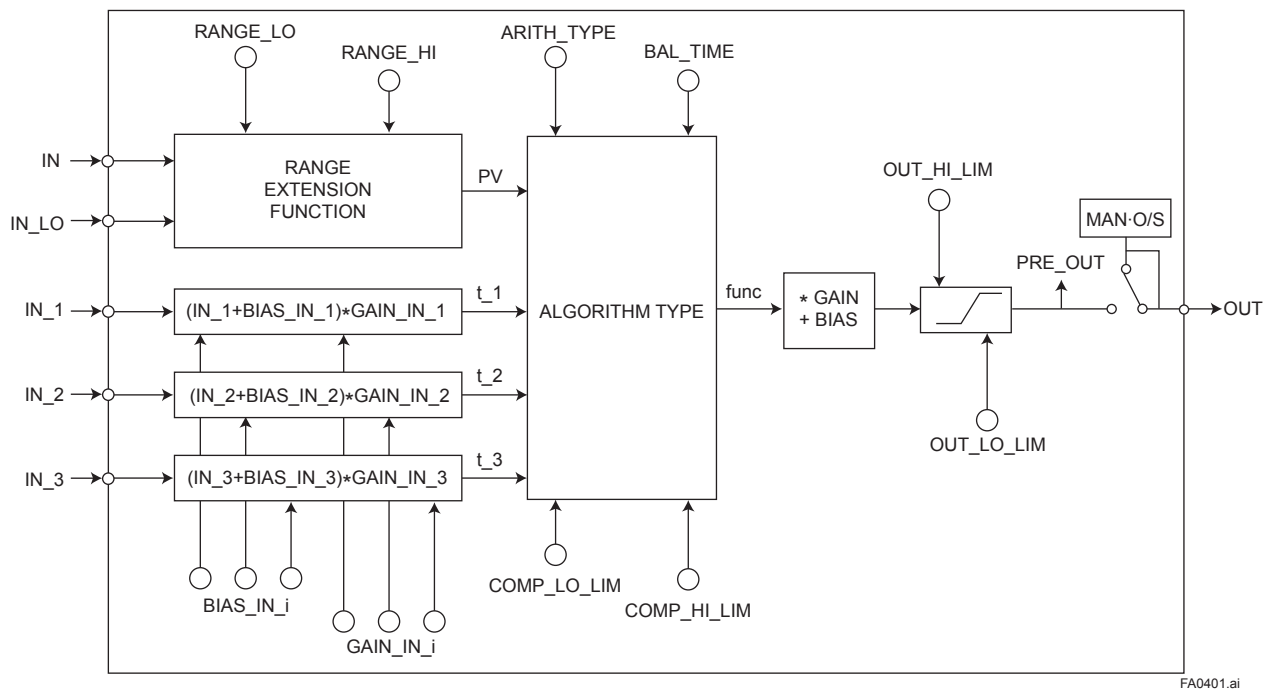 RANGE_LO
RANGE_HI
ARITH_TYPE
BAL_TIME
IN
IN_LO
RANGE
EXTENSION
FUNCTION
PV
OUT_HI_LIM
MAN·O/S
PRE_OUT
IN_1
(IN_1+BIAS_IN_1)*GAIN_IN_1
t_1
ALGORITHM TYPE
func
* GAIN
+ BIAS
OUT
IN_2
(IN_2+BIAS_IN_2)*GAIN_IN_2
t_2
OUT_LO_LIM
IN_3
(IN_3+BIAS_IN_3)*GAIN_IN_3
t_3
BIAS_IN_i
GAIN_IN_i
COMP_LO_LIM
COMP_HI_LIM
FA0401.ai